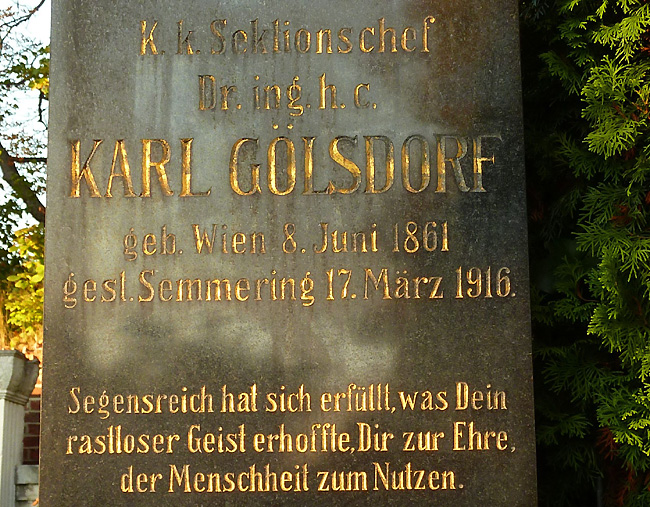 K. k. Sektionschef
Dr. ing. h. c.
KARL GÖLSDORF
geb. Wien 8. Juni 1861
gest. Semmering 17. März 1916.
Segensreich hat sich erfüllt, was Dein
rastloser Geist erhoffte, Dir zur Ehre,
der Menschheit zum Nutzen.